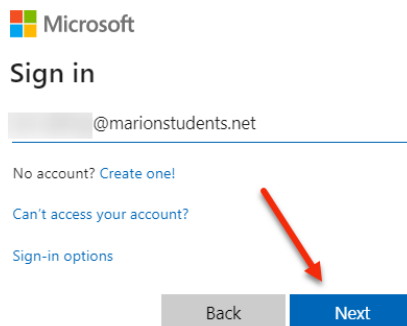 Microsoft
Sign in
@marionstudents.net
No account? Create one!
Can't access your account?
Sign-in options
Back Next